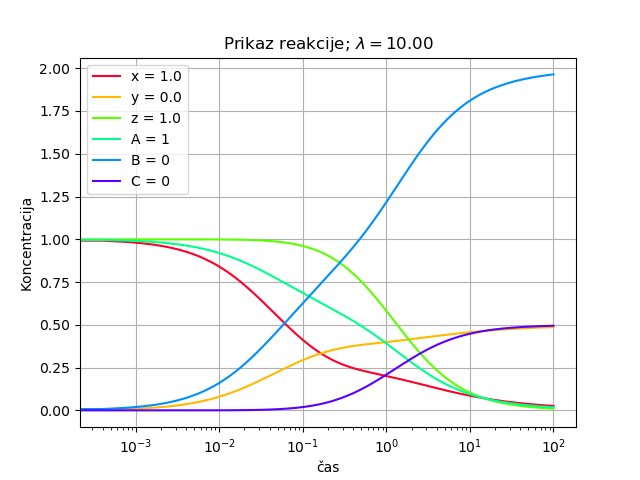 Prikaz reakcije; λ = 10.00
Koncentracija
2.00
1.75
1.50
1.25
1.00
0.75
0.50
0.25
0.00
x = 1.0
y = 0.0
z = 1.0
A = 1
B = 0
C = 0
10⁻³ 10⁻² 10⁻¹ 10⁰ 10¹ 10²
čas